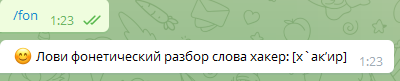 /fon 1:23
😊 Лови фонетический разбор слова хакер: [х`ак’ир] 1:23